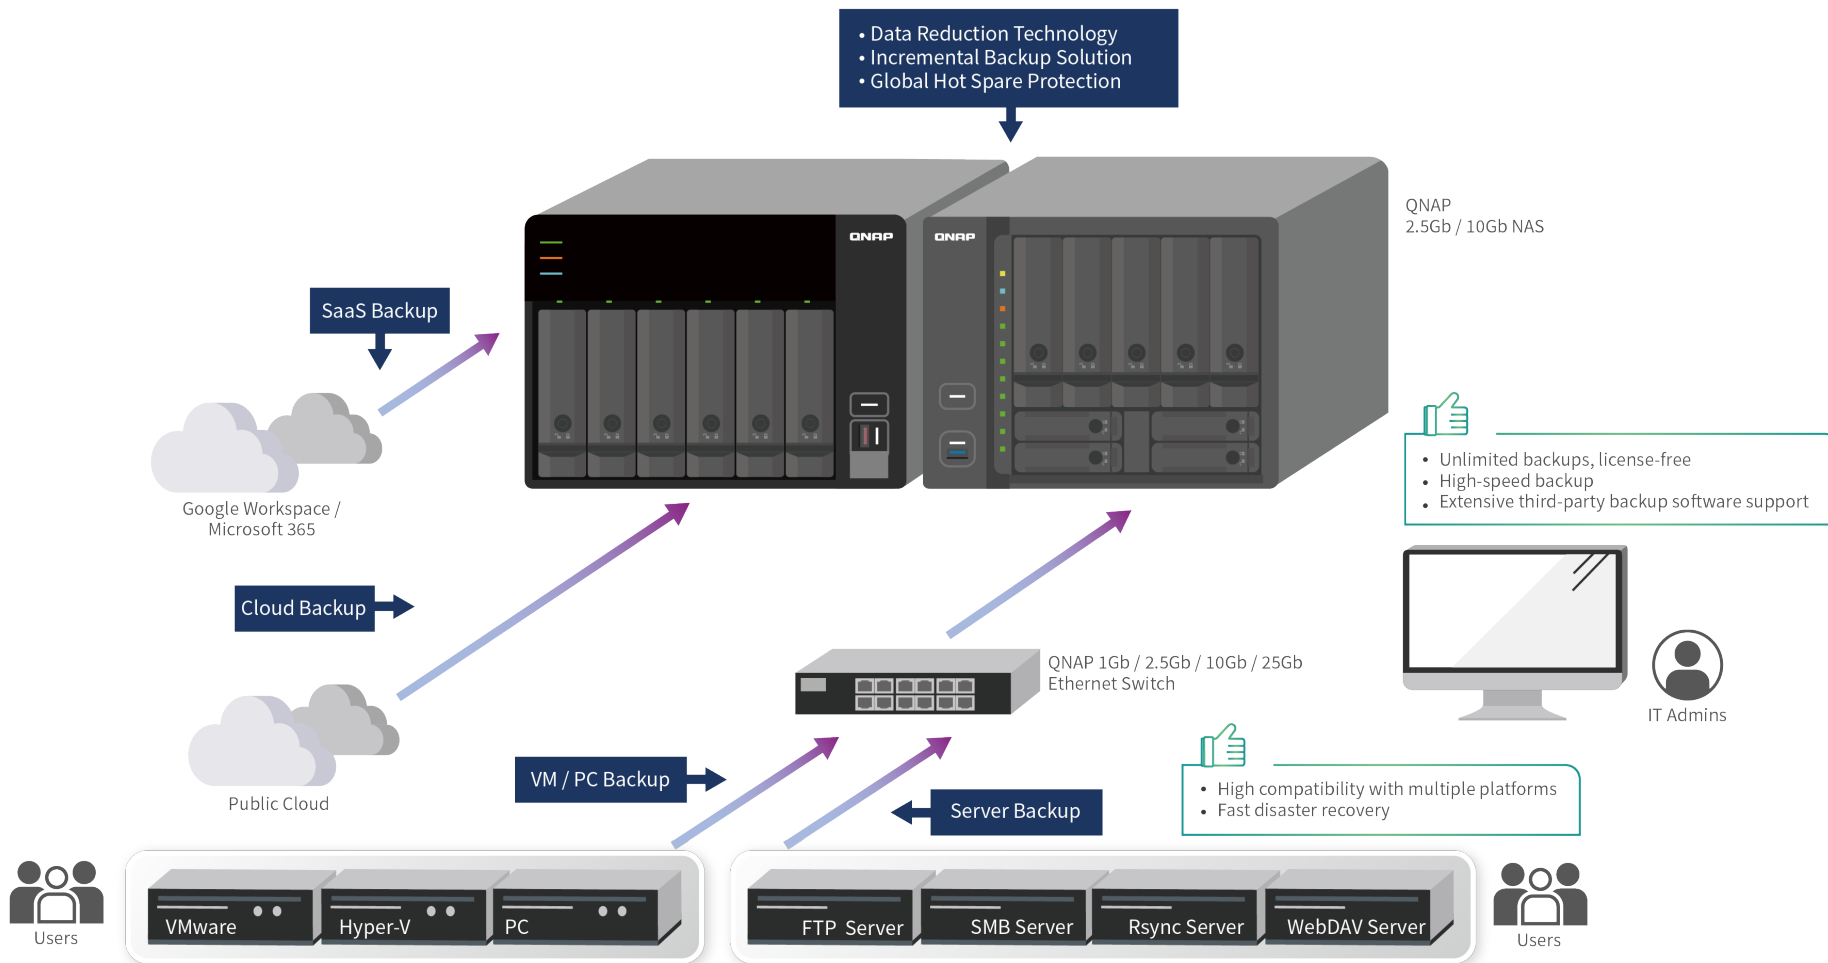 • Data Reduction Technology
• Incremental Backup Solution
• Global Hot Spare Protection
QNAP
QNAP
QNAP
2.5Gb / 10Gb NAS
SaaS Backup
Google Workspace /
Microsoft 365
• Unlimited backups, license-free
• High-speed backup
• Extensive third-party backup software support
Cloud Backup
QNAP 1Gb / 2.5Gb / 10Gb / 25Gb
Ethernet Switch
IT Admins
Public Cloud
VM / PC Backup
Server Backup
• High compatibility with multiple platforms
• Fast disaster recovery
Users
VMware
Hyper-V
PC
FTP Server
SMB Server
Rsync Server
WebDAV Server
Users